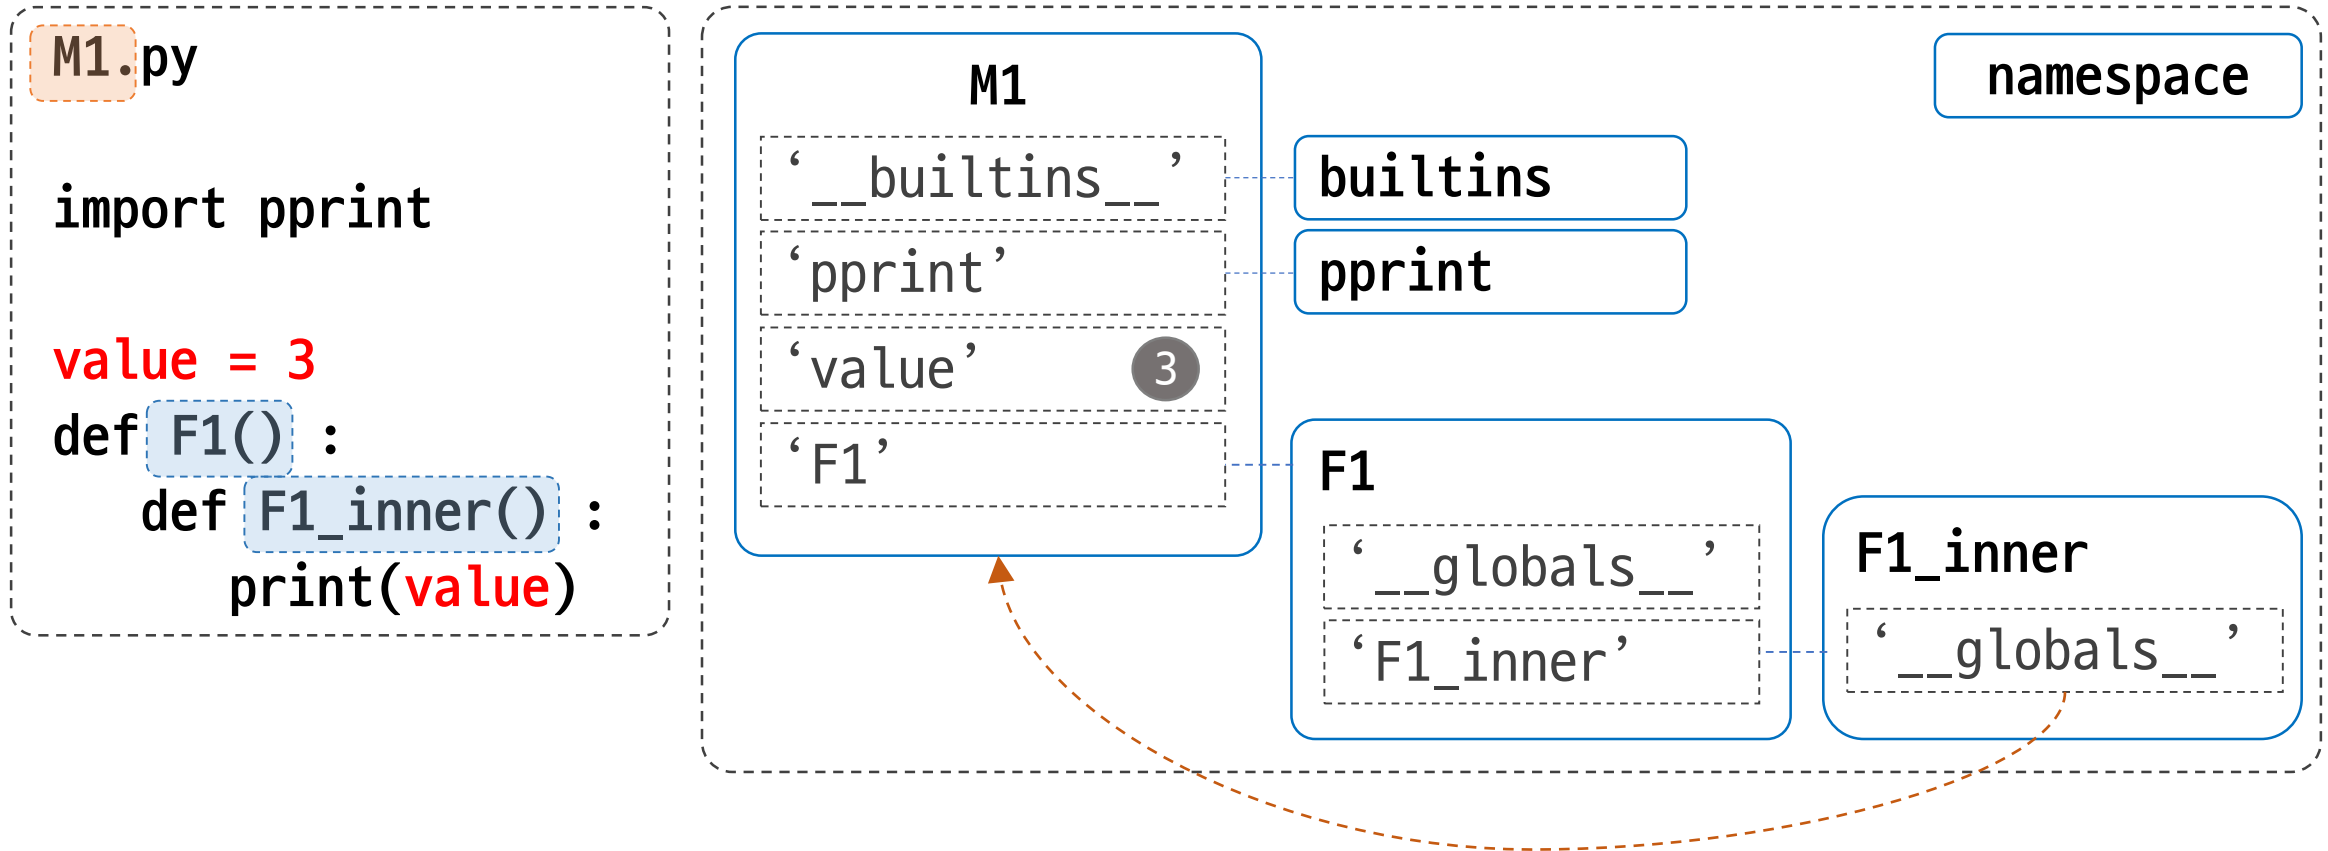 M1.py
import pprint
value = 3
def F1() :
def F1_inner() :
print(value)
M1
‘__builtins__’
‘pprint’
‘value’ 3
‘F1’
builtins
pprint
namespace
F1
‘__globals__’
‘F1_inner’
F1_inner
‘__globals__’